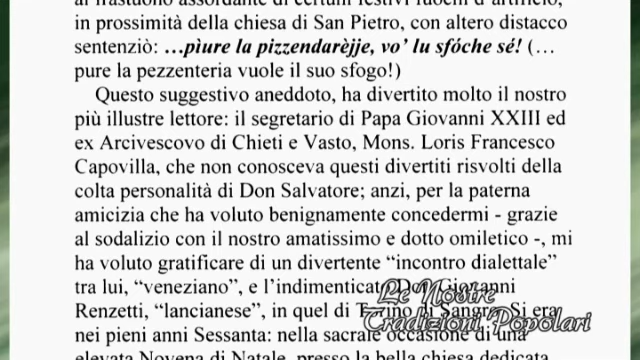 al frastuono assordante di certuni festivi fuochi d'artificio,
in prossimità della chiesa di San Pietro, con altero distacco
sentenziò: …pìure la pizzendarèjje, vo' lu sfóche sé! (…
pure la pezzenteria vuole il suo sfogo!)
Questo suggestivo aneddoto, ha divertito molto il nostro
più illustre lettore: il segretario di Papa Giovanni XXIII ed
ex Arcivescovo di Chieti e Vasto, Mons. Loris Francesco
Capovilla, che non conosceva questi divertiti risvolti della
colta personalità di Don Salvatore; anzi, per la paterna
amicizia che ha voluto benignamente concedermi - grazie
al sodalizio con il nostro amatissimo e dotto omiletico -, mi
ha voluto gratificare di un divertente “incontro dialettale”
tra lui, “veneziano”, e l'indimenticato Don Giovanni
Renzetti, “lancianese”, in quel di Torino di Sangro. Si era
nei pieni anni Sessanta: nella sacrale occasione di una
elevata Novena di Natale, presso la bella chiesa dedicata
Le Nostre
Tradizioni Popolari